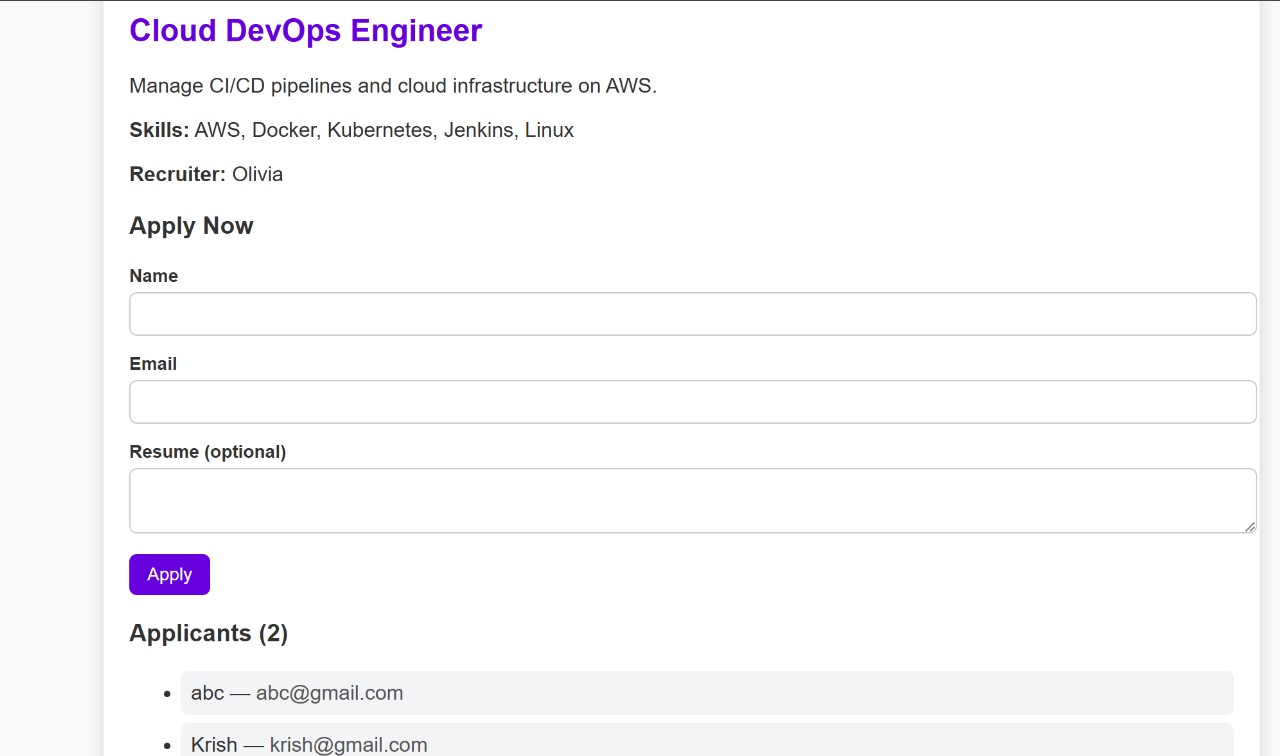 Cloud DevOps Engineer
Manage CI/CD pipelines and cloud infrastructure on AWS.
Skills: AWS, Docker, Kubernetes, Jenkins, Linux
Recruiter: Olivia
Apply Now
Name
Email
Resume (optional)
Apply
Applicants (2)
• abc — abc@gmail.com
• Krish — krish@gmail.com